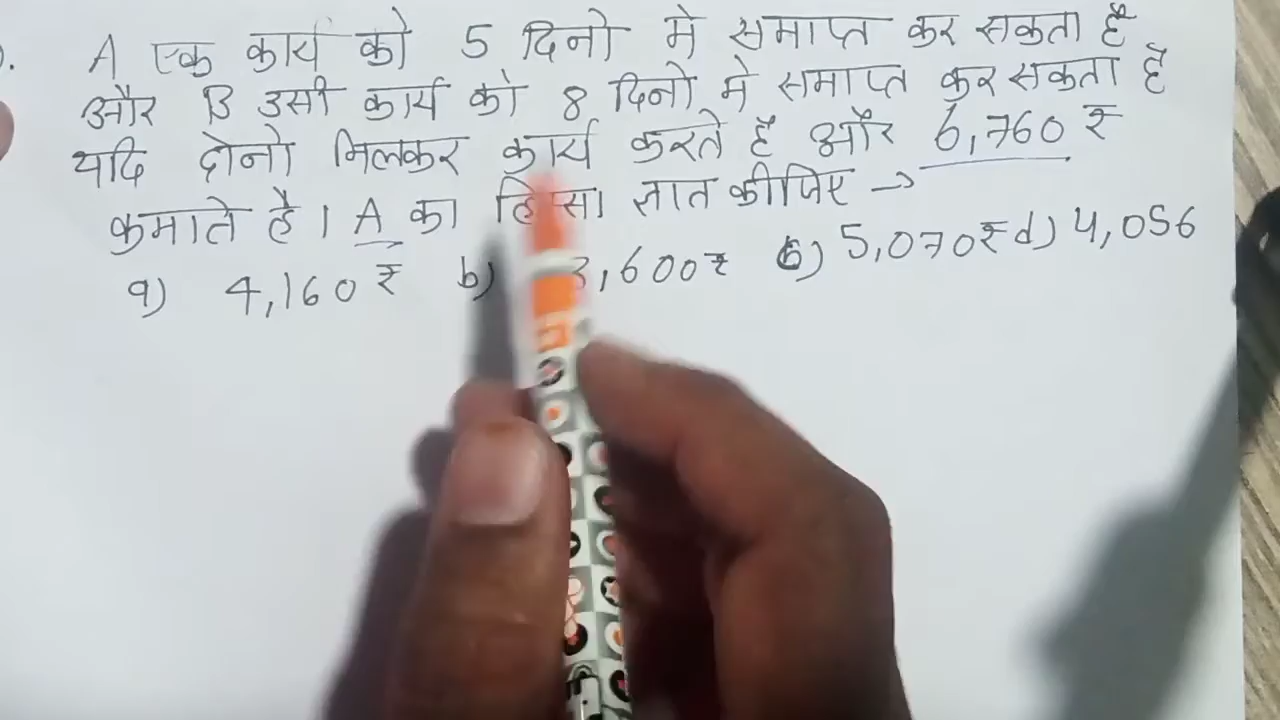 . A एक कार्य को 5 दिनो मे समाप्त कर सकता है
और B उसी कार्य को 8 दिनो मे समाप्त कर सकता है
यदि दोनो मिलकर कार्य करते है और 6,760 ₹
कमाते है । A का हिस्सा ज्ञात कीजिए →
a) 4,160 ₹ b) 3,600₹ c) 5,070₹ d) 4,056